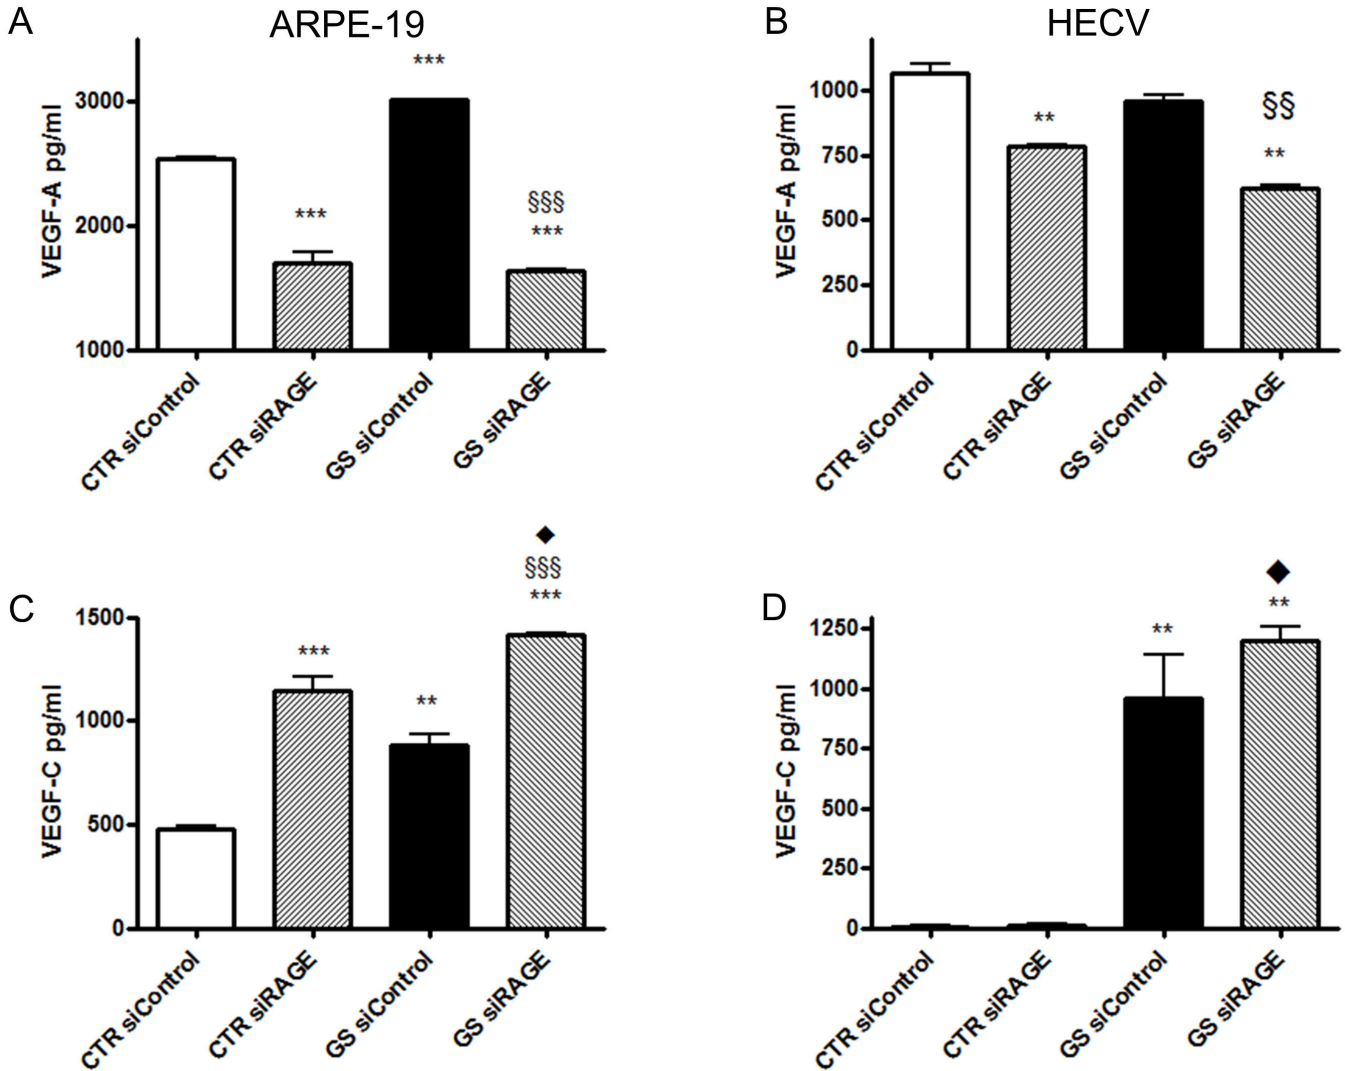 A
ARPE-19
VEGF-A pg/ml
3000
2000
1000
***
***
§§§
***
CTR siControl
CTR siRAGE
GS siControl
GS siRAGE
B
HECV
VEGF-A pg/ml
1000
750
500
250
0
**
§§
**
CTR siControl
CTR siRAGE
GS siControl
GS siRAGE
C
VEGF-C pg/ml
1500
1000
500
0
***
**
◆
§§§
***
CTR siControl
CTR siRAGE
GS siControl
GS siRAGE
D
VEGF-C pg/ml
1250
1000
750
500
250
0
**
◆
**
CTR siControl
CTR siRAGE
GS siControl
GS siRAGE